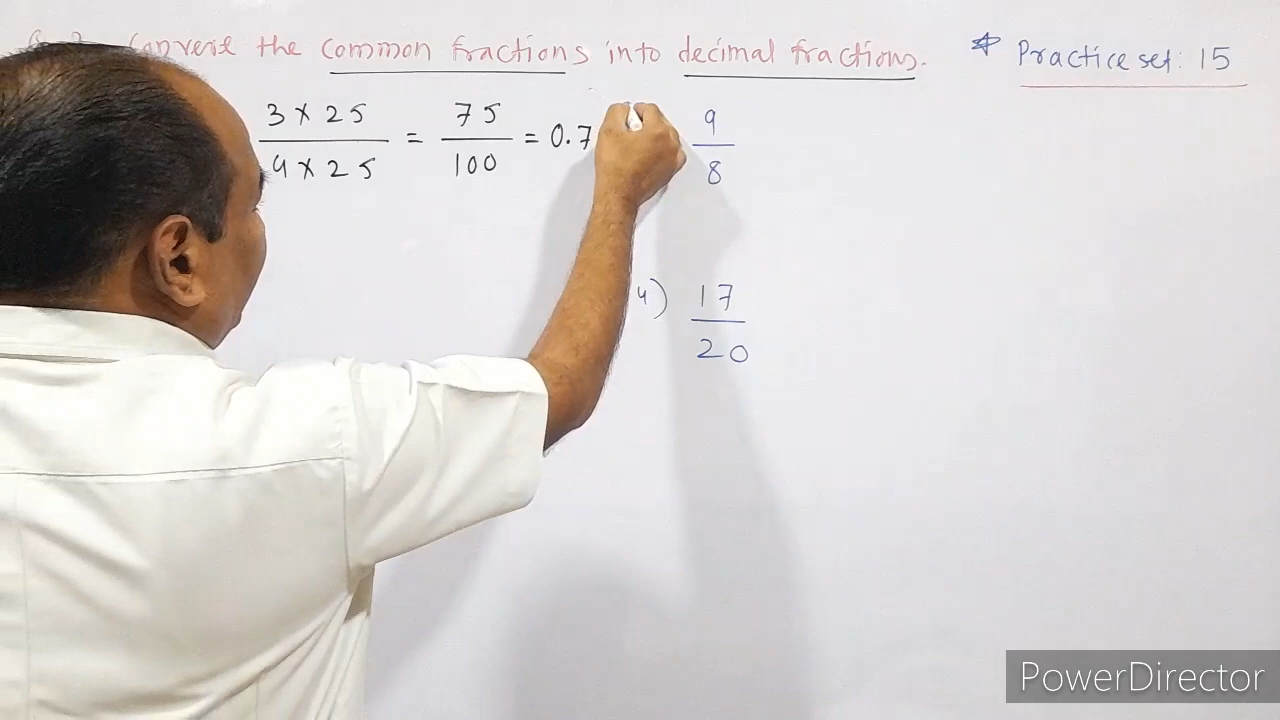 convert the common fractions into decimal fractions.
* Practice set: 15
3 x 25 / 4 x 25 = 75 / 100 = 0.7
9 / 8
4) 17 / 20
PowerDirector